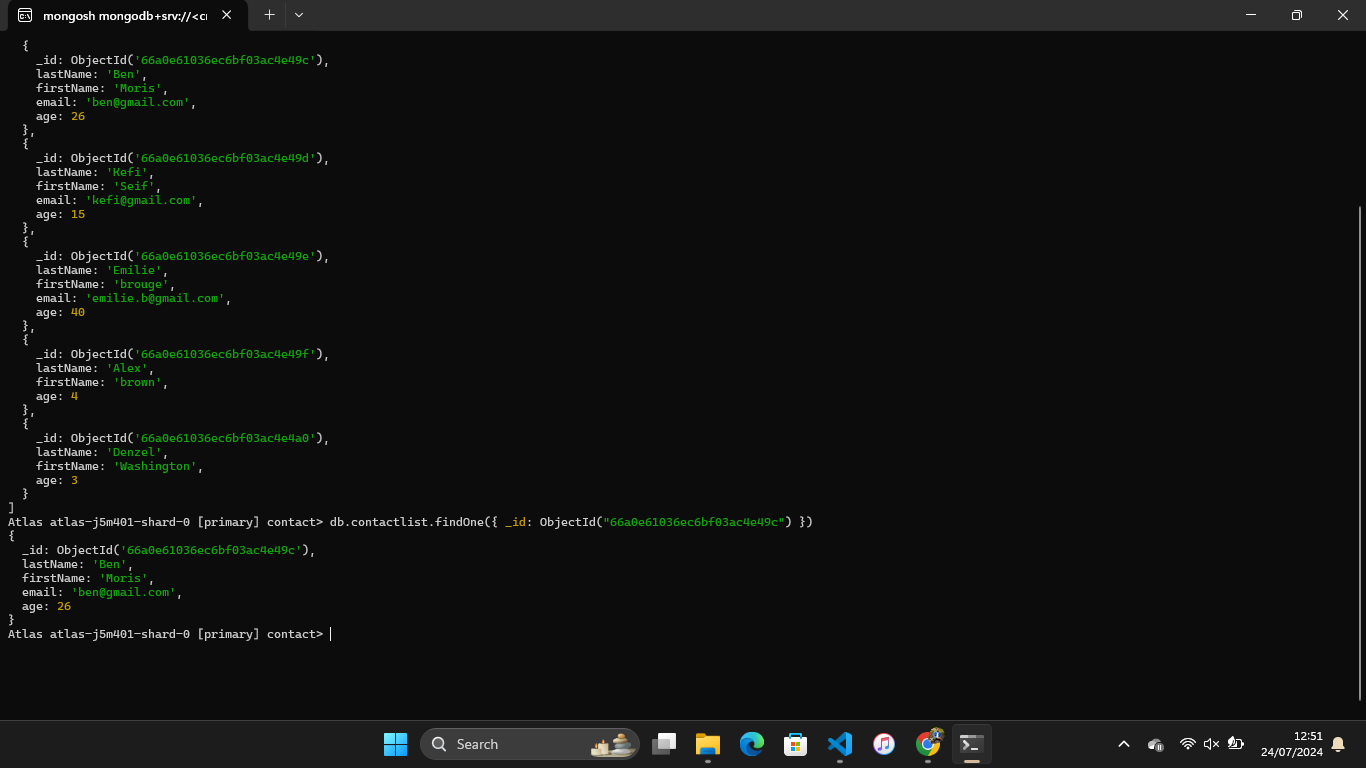 mongosh mongodb+srv://<cr
{
_id: ObjectId('66a0e61036ec6bf03ac4e49c'),
lastName: 'Ben',
firstName: 'Moris',
email: 'ben@gmail.com',
age: 26
},
{
_id: ObjectId('66a0e61036ec6bf03ac4e49d'),
lastName: 'Kefi',
firstName: 'Seif',
email: 'kefi@gmail.com',
age: 15
},
{
_id: ObjectId('66a0e61036ec6bf03ac4e49e'),
lastName: 'Emilie',
firstName: 'brouge',
email: 'emilie.b@gmail.com',
age: 40
},
{
_id: ObjectId('66a0e61036ec6bf03ac4e49f'),
lastName: 'Alex',
firstName: 'brown',
age: 4
},
{
_id: ObjectId('66a0e61036ec6bf03ac4e4a0'),
lastName: 'Denzel',
firstName: 'Washington',
age: 3
}
]
Atlas atlas-j5m401-shard-0 [primary] contact> db.contactlist.findOne({ _id: ObjectId("66a0e61036ec6bf03ac4e49c") })
{
_id: ObjectId('66a0e61036ec6bf03ac4e49c'),
lastName: 'Ben',
firstName: 'Moris',
email: 'ben@gmail.com',
age: 26
}
Atlas atlas-j5m401-shard-0 [primary] contact>
Search
12:51
24/07/2024